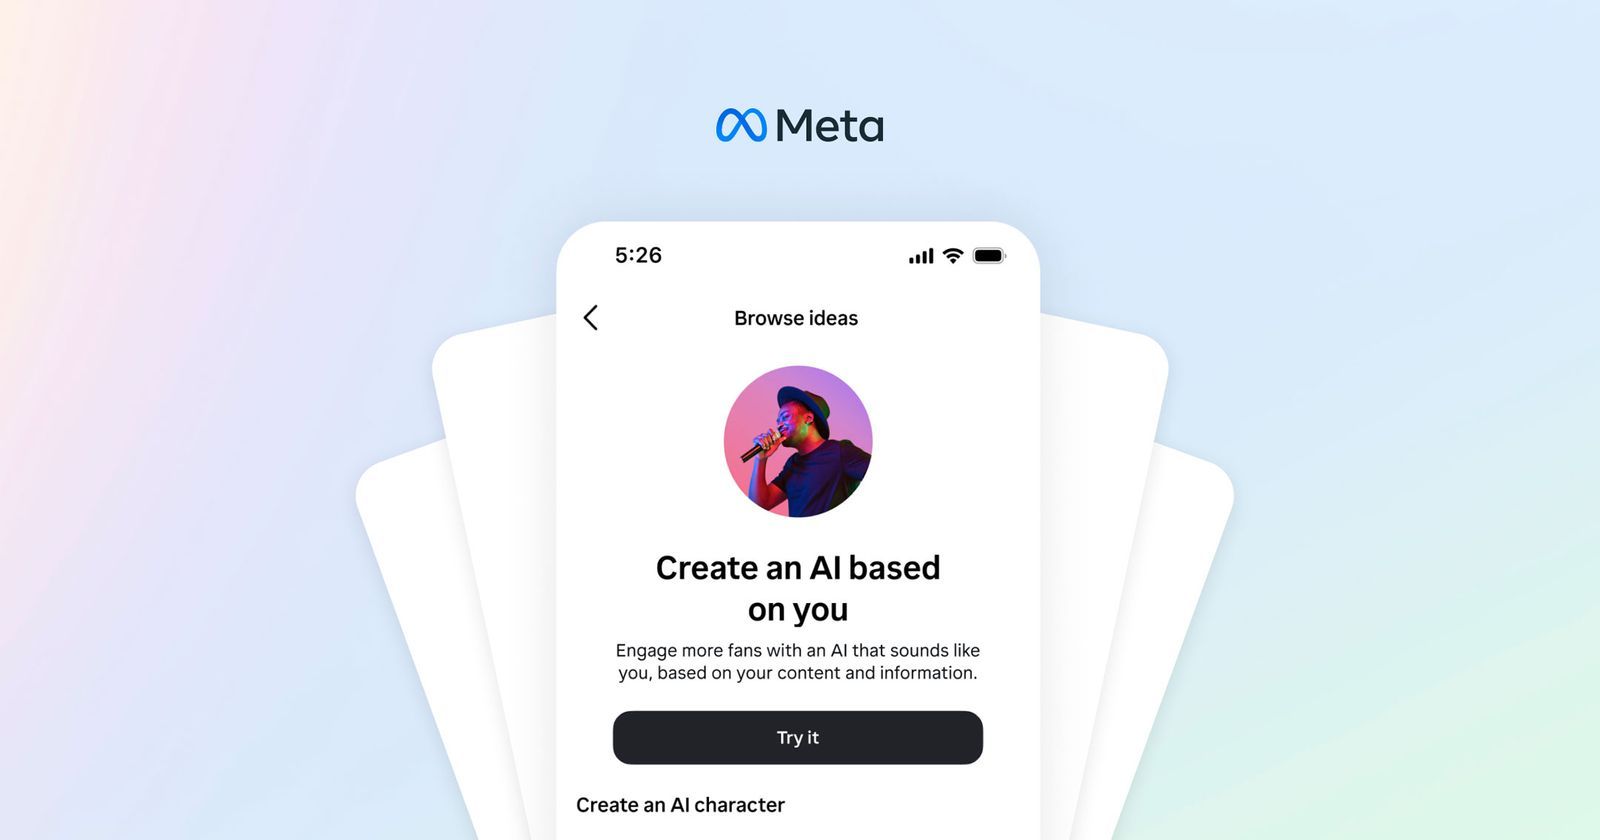 Meta
5:26
Browse ideas
Create an AI based
on you
Engage more fans with an AI that sounds like
you, based on your content and information.
Try it
Create an AI character